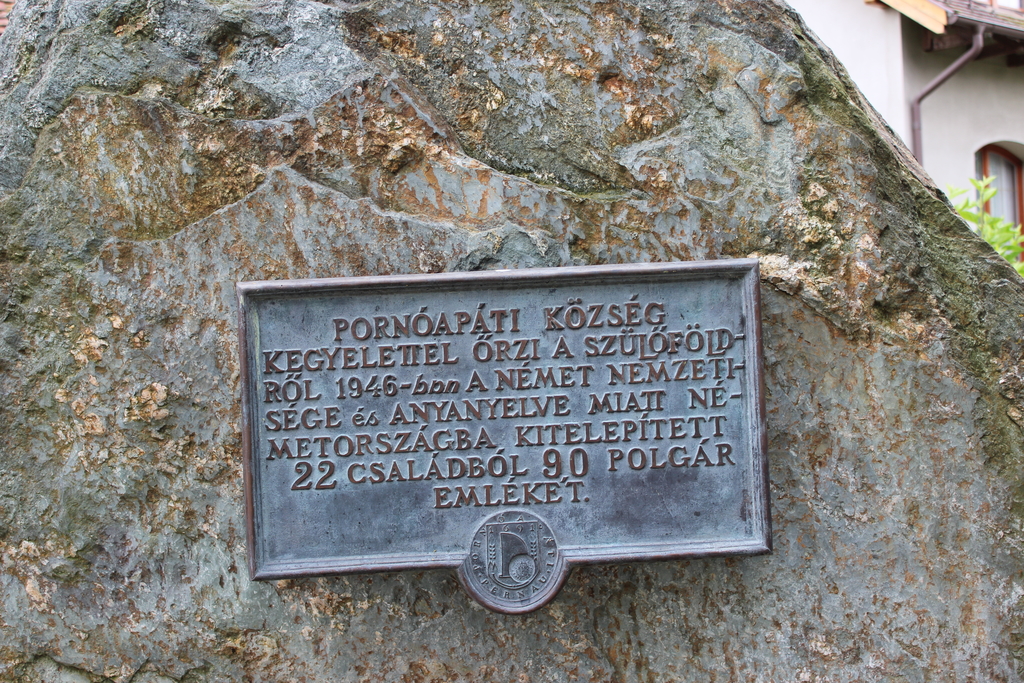 PORNÓAPÁTI KÖZSÉG
KEGYELETTEL ŐRZI A SZÜLŐFÖLD-
RŐL 1946-ban A NÉMET NEMZETI-
SÉGE és ANYANYELVE MIATT NÉ-
METORSZÁGBA KITELEPÍTETT
22 CSALÁDBÓL 90 POLGÁR
EMLÉKÉT.